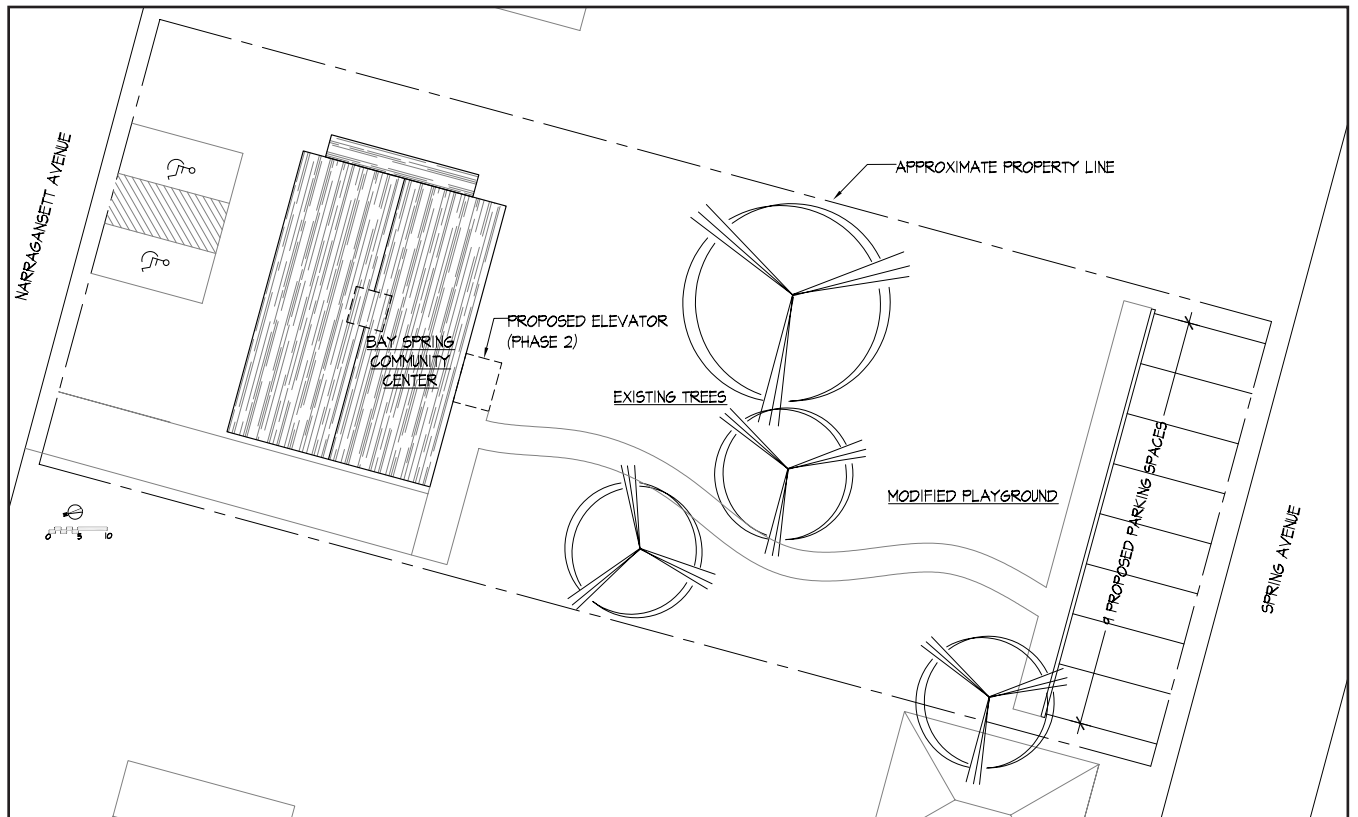 NARRAGANSETT AVENUE
APPROXIMATE PROPERTY LINE
PROPOSED ELEVATOR
(PHASE 2)
BAY SPRING
COMMUNITY
CENTER
EXISTING TREES
MODIFIED PLAYGROUND
9 PROPOSED PARKING SPACES
SPRING AVENUE
0 5 10